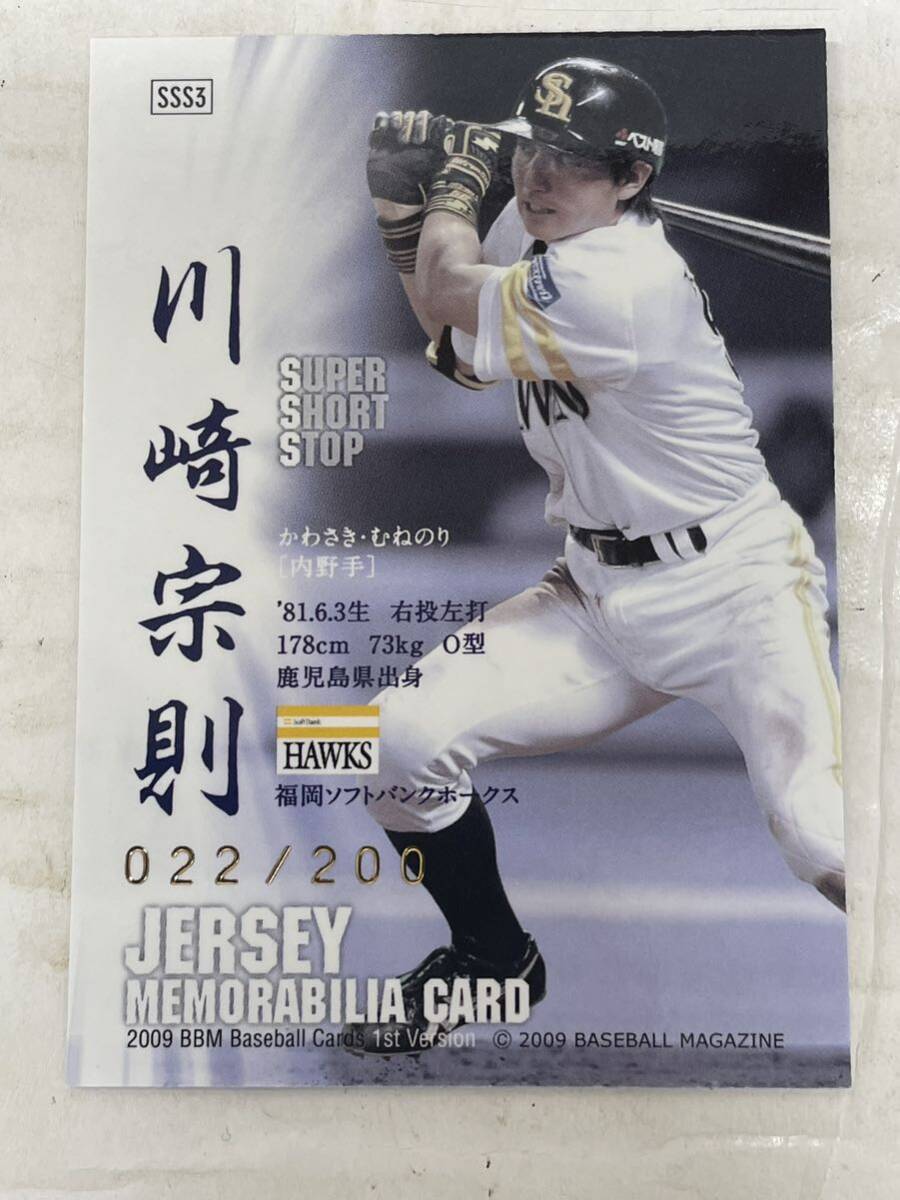 SSS3
川﨑宗則
SUPER
SHORT
STOP
かわさき・むねのり
[内野手]
'81.6.3生 右投左打
178cm 73kg O型
鹿児島県出身
SoftBank
HAWKS
福岡ソフトバンクホークス
022/200
JERSEY
MEMORABILIA CARD
2009 BBM Baseball Cards 1st Version © 2009 BASEBALL MAGAZINE
Sh